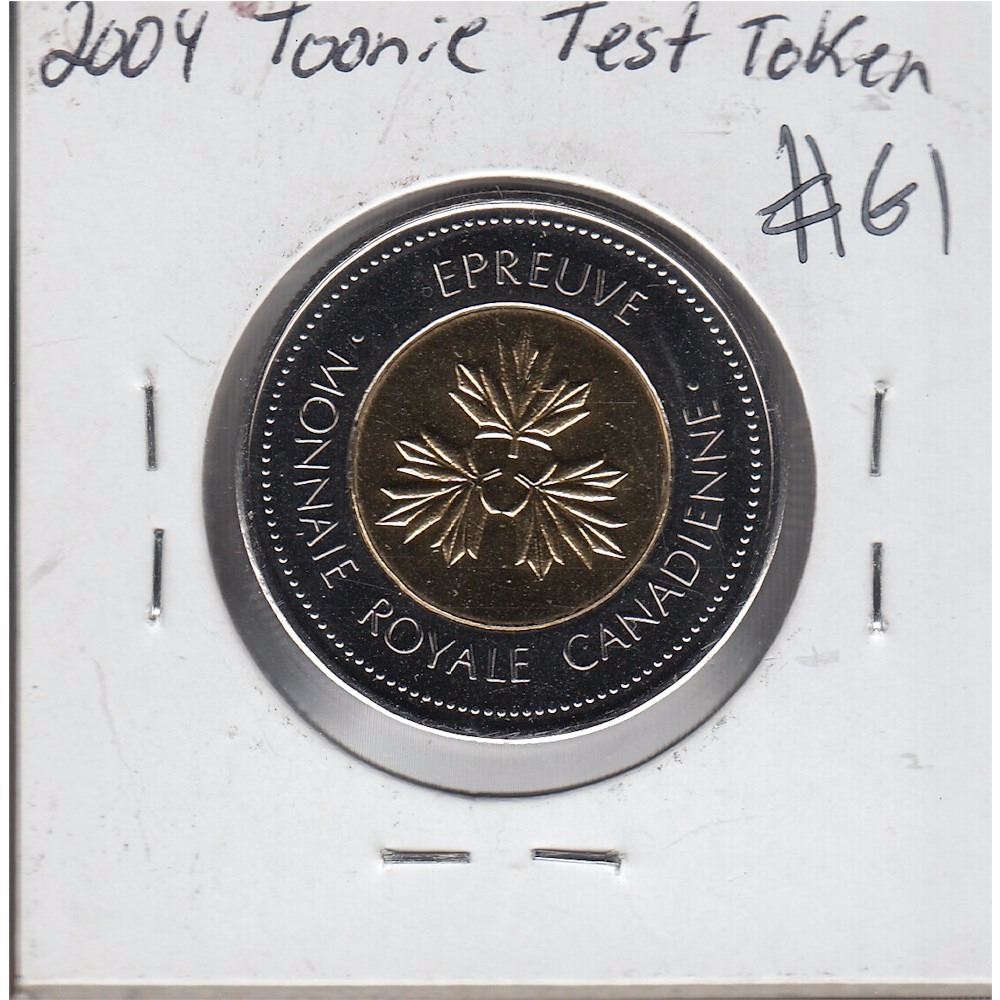 2004 Toonie Test Token
#61
EPREUVE
MONNAIE ROYALE CANADIENNE